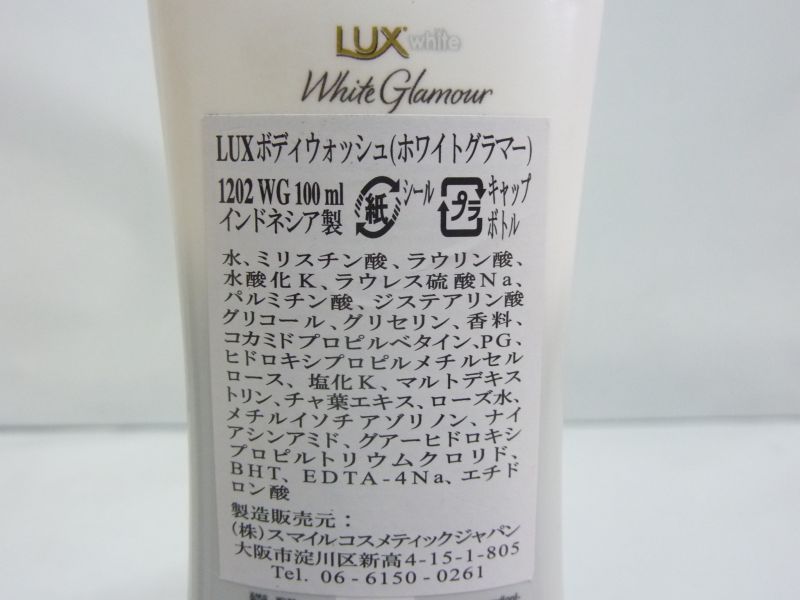 LUX white
White Glamour
LUXボディウォッシュ(ホワイトグラマー)
1202 WG 100 ml
インドネシア製
紙
シール
プラ
キャップ
ボトル
水、ミリスチン酸、ラウリン酸、
水酸化K、ラウレス硫酸Na、
パルミチン酸、ジステアリン酸
グリコール、グリセリン、香料、
コカミドプロピルベタイン、PG、
ヒドロキシプロピルメチルセル
ロース、塩化K、マルトデキス
トリン、チャ葉エキス、ローズ水、
メチルイソチアゾリノン、ナイ
アシンアミド、グアーヒドロキシ
プロピルトリウムクロリド、
BHT、EDTA-4Na、エチド
ロン酸
製造販売元：
(株)スマイルコスメティックジャパン
大阪市淀川区新高4-15-1-805
Tel. 06-6150-0261